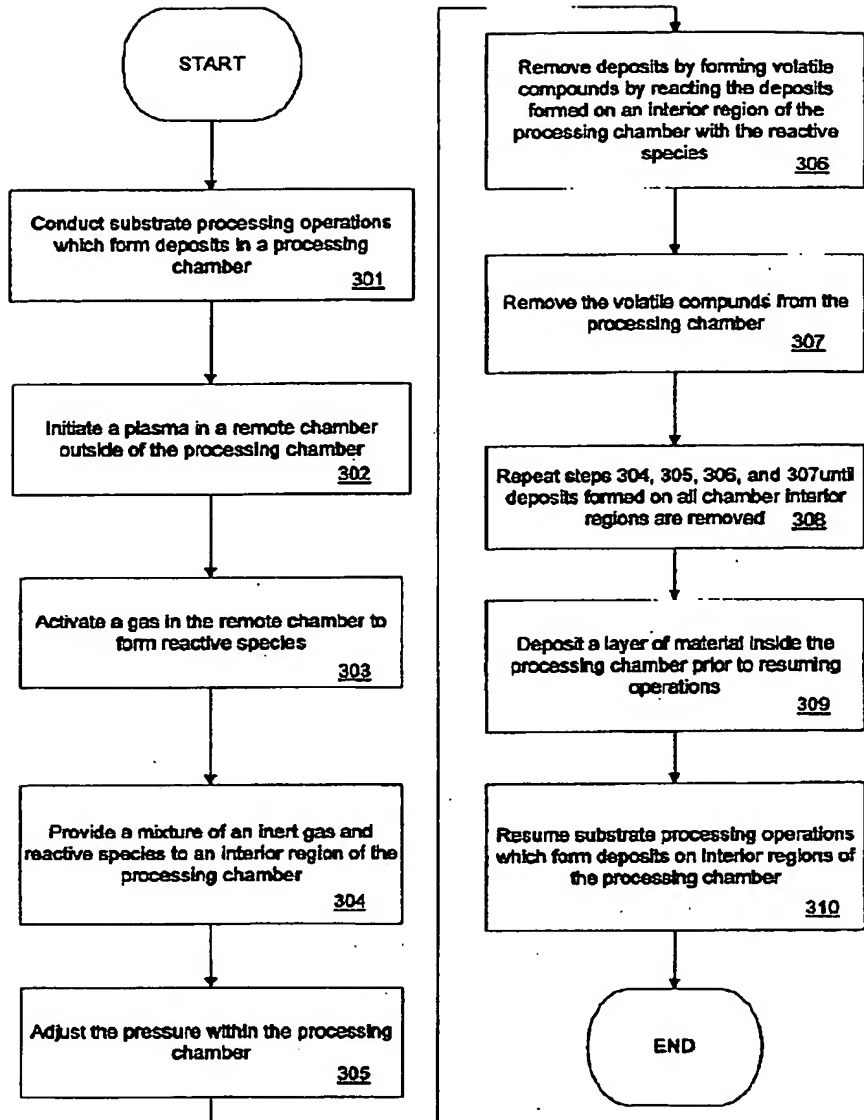 START
Conduct substrate processing operations
which form deposits in a processing
chamber
301
Initiate a plasma in a remote chamber
outside of the processing chamber
302
Activate a gas in the remote chamber to
form reactive species
303
Provide a mixture of an inert gas and
reactive species to an interior region of the
processing chamber
304
Adjust the pressure within the processing
chamber
305
Remove deposits by forming volatile
compounds by reacting the deposits
formed on an interior region of the
processing chamber with the reactive
species
306
Remove the volatile compunds from the
processing chamber
307
Repeat steps 304, 305, 306, and 307until
deposits formed on all chamber interior
regions are removed 308
Deposit a layer of material inside the
processing chamber prior to resuming
operations
309
Resume substrate processing operations
which form deposits on interior regions of
the processing chamber
310
END